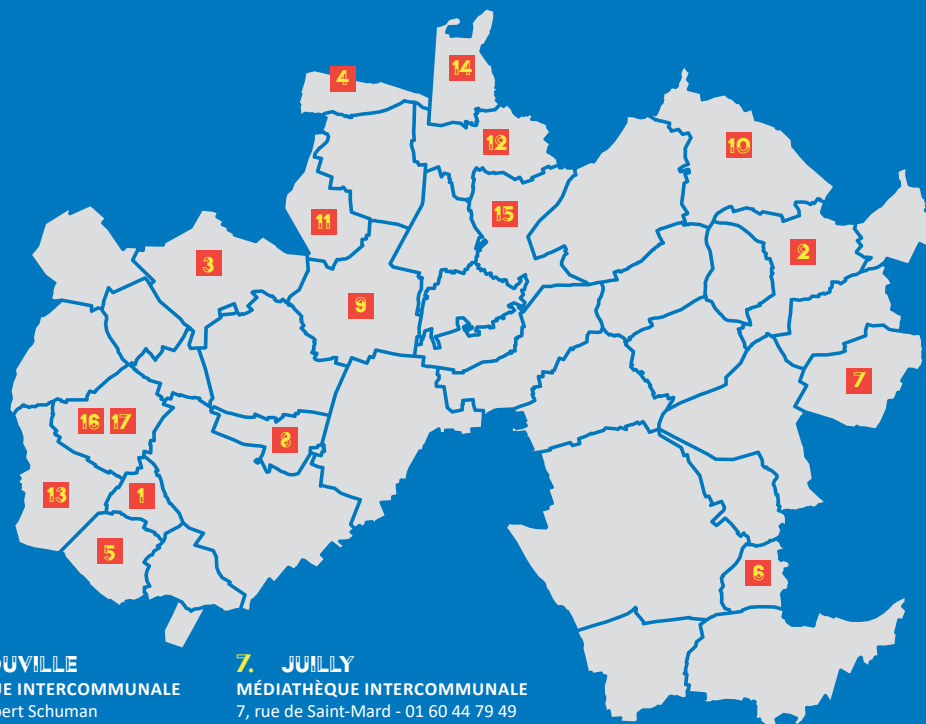 14
4
12
10
11
15
3
2
9
7
16 17
8
13
1
5
6
UVILLE
UE INTERCOMMUNALE
bert Schuman
7. JUILLY
MÉDIATHÈQUE INTERCOMMUNALE
7, rue de Saint-Mard - 01 60 44 79 49